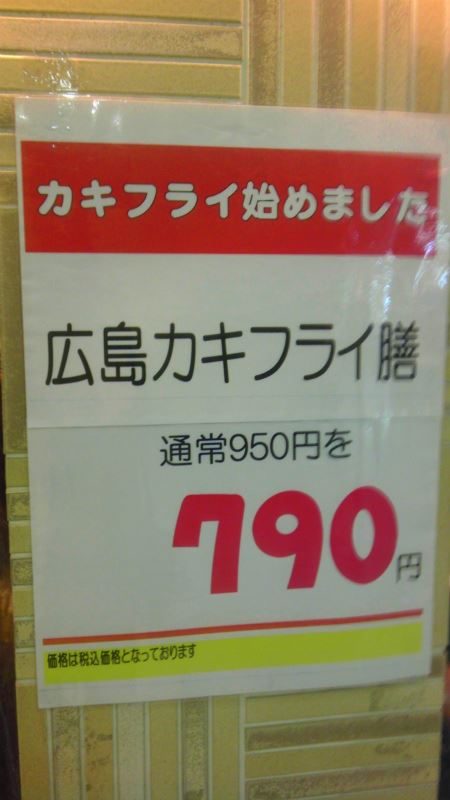 カキフライ始めました
広島カキフライ膳
通常950円を
790円
価格は税込価格となっております